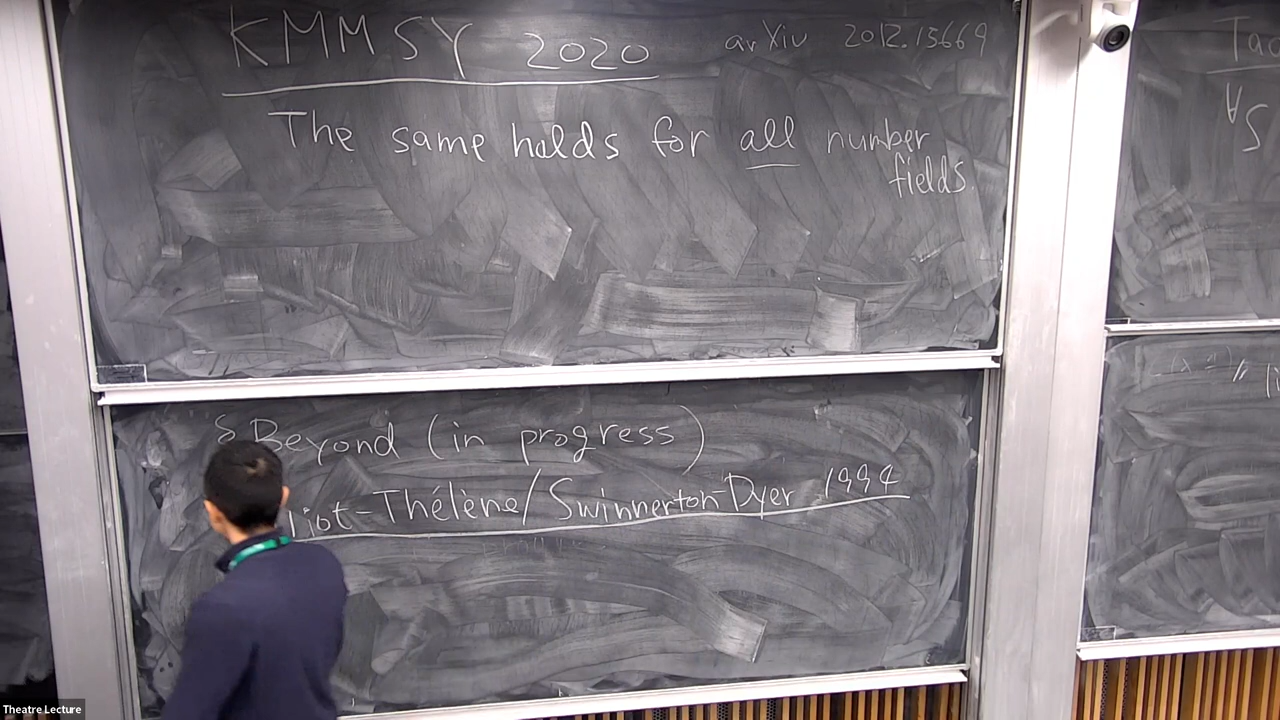 KMMSY 2020 arXiv 2012.15669
The same holds for all number
fields.
§ Beyond (in progress)
liot-Thélène/Swinnerton-Dyer 1994
Theatre Lecture